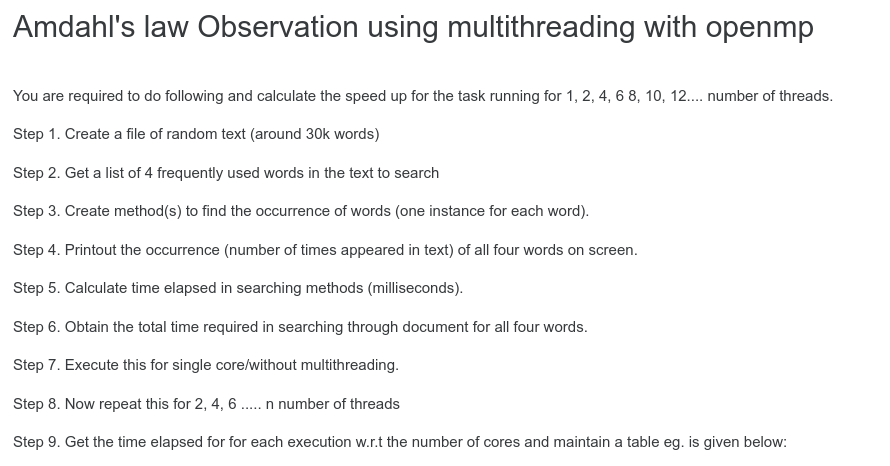 Amdahl's law Observation using multithreading with openmp
You are required to do following and calculate the speed up for the task running for 1, 2, 4, 6 8, 10, 12.... number of threads.
Step 1. Create a file of random text (around 30k words)
Step 2. Get a list of 4 frequently used words in the text to search
Step 3. Create method(s) to find the occurrence of words (one instance for each word).
Step 4. Printout the occurrence (number of times appeared in text) of all four words on screen.
Step 5. Calculate time elapsed in searching methods (milliseconds).
Step 6. Obtain the total time required in searching through document for all four words.
Step 7. Execute this for single core/without multithreading.
Step 8. Now repeat this for 2, 4, 6 ..... n number of threads
Step 9. Get the time elapsed for for each execution w.r.t the number of cores and maintain a table eg. is given below: